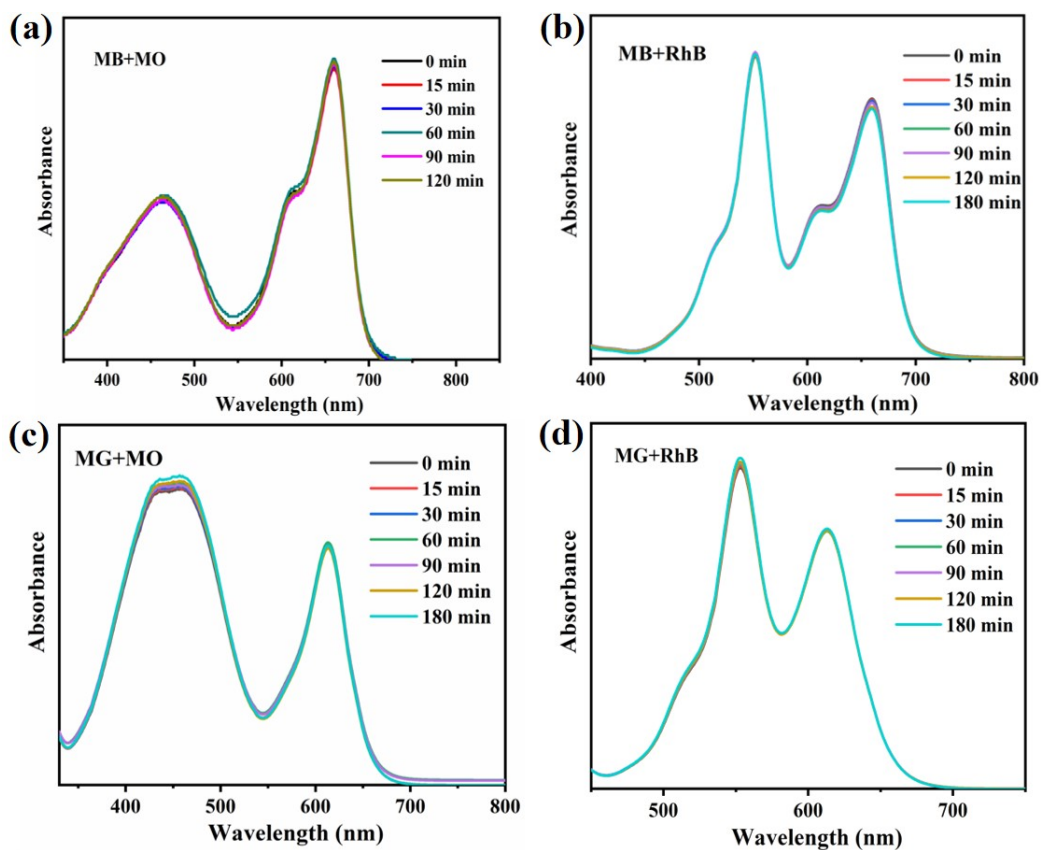 (a)
MB+MO
0 min
15 min
30 min
60 min
90 min
120 min
Absorbance
400 500 600 700 800
Wavelength (nm)
(b)
MB+RhB
0 min
15 min
30 min
60 min
90 min
120 min
180 min
Absorbance
400 500 600 700 800
Wavelength (nm)
(c)
MG+MO
0 min
15 min
30 min
60 min
90 min
120 min
180 min
Absorbance
400 500 600 700 800
Wavelength (nm)
(d)
MG+RhB
0 min
15 min
30 min
60 min
90 min
120 min
180 min
Absorbance
500 600 700
Wavelength (nm)